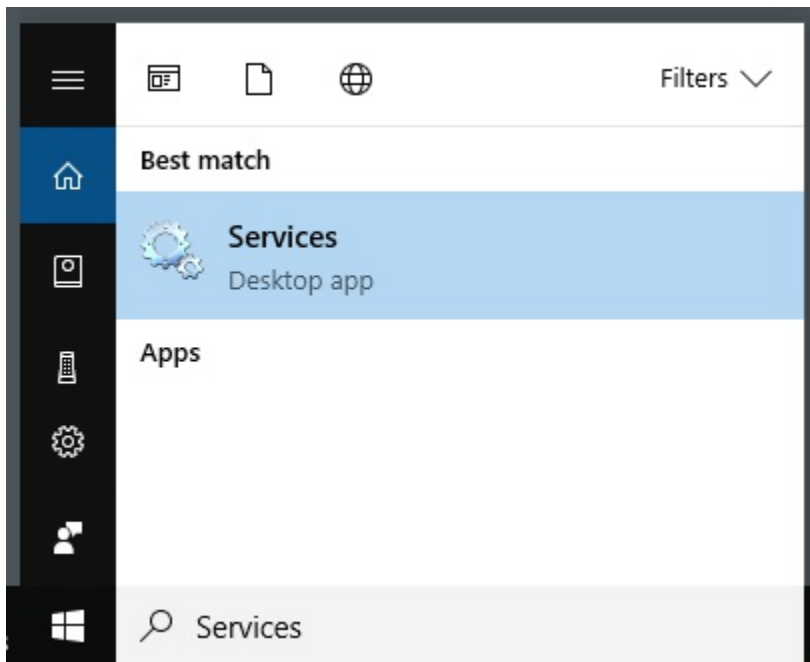 Filters
Best match
Services
Desktop app
Apps
Services